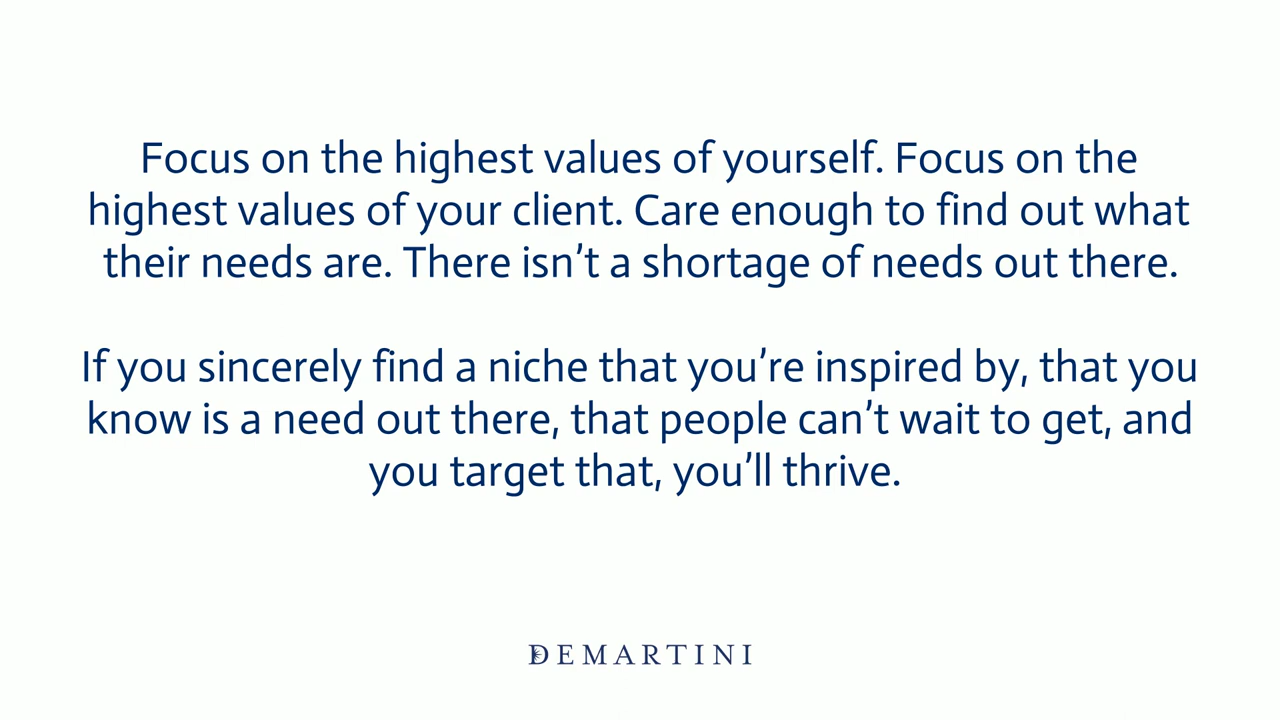 Focus on the highest values of yourself. Focus on the
highest values of your client. Care enough to find out what
their needs are. There isn’t a shortage of needs out there.
If you sincerely find a niche that you’re inspired by, that you
know is a need out there, that people can’t wait to get, and
you target that, you’ll thrive.
DEMARTINI